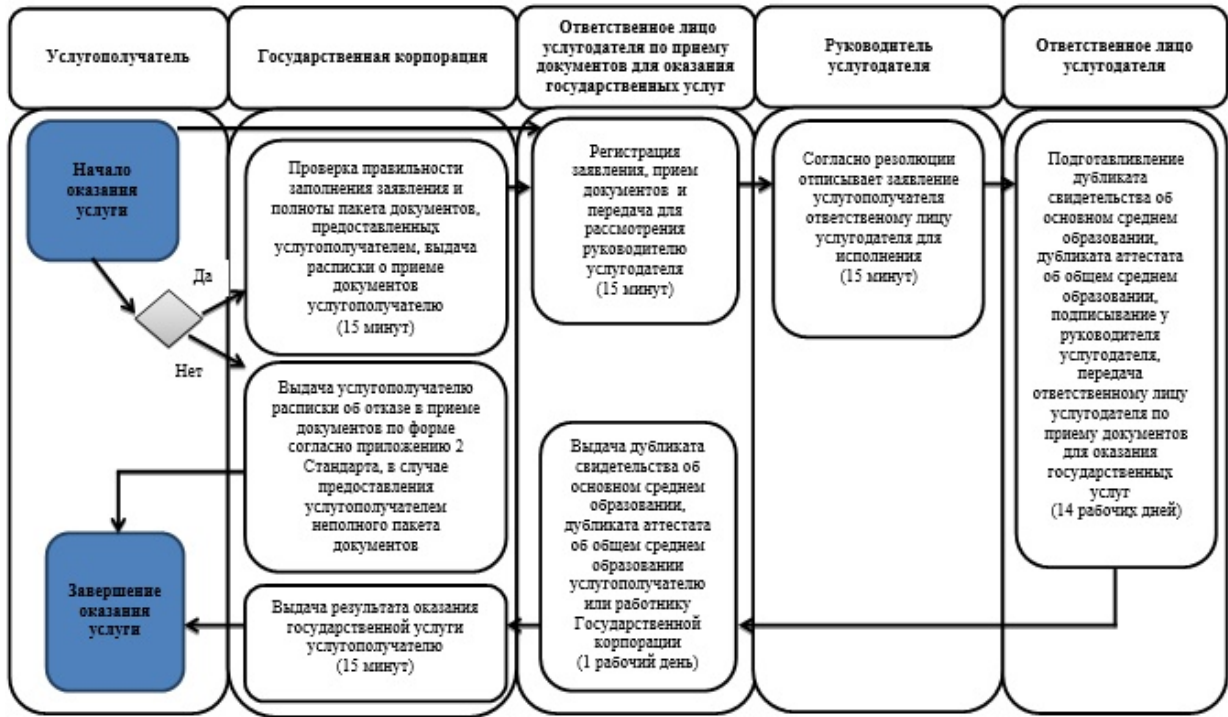 Услугополучатель
Государственная корпорация
Ответственное лицо
услугодателя по приему
документов для оказания
государственных услуг
Руководитель
услугодателя
Ответственное лицо
услугодателя
Начало
оказания
услуги
Да
Нет
Проверка правильности
заполнения заявления и
полноты пакета документов,
предоставленных
услугополучателем, выдача
расписки о приеме
документов
услугополучателю
(15 минут)
Регистрация
заявления, прием
документов и
передача для
рассмотрения
руководителю
услугодателя
(15 минут)
Согласно резолюции
отписывает заявление
услугополучателя
ответственому лицу
услугодателя для
исполнения
(15 минут)
Подготавливление
дубликата
свидетельства об
основном среднем
образовании,
дубликата аттестата
об общем среднем
образовании,
подписывание у
руководителя
услугодателя,
передача
ответственному лицу
услугодателя по
приему документов
для оказания
государственных
услуг
(14 рабочих дней)
Выдача услугополучателю
расписки об отказе в приеме
документов по форме
согласно приложению 2
Стандарта, в случае
предоставления
услугополучателем
неполного пакета
документов
Выдача дубликата
свидетельства об
основном среднем
образовании,
дубликата аттестата
об общем среднем
образовании
услугополучателю
или работнику
Государственной
корпорации
(1 рабочий день)
Завершение
оказания
услуги
Выдача результата оказания
государственной услуги
услугополучателю
(15 минут)